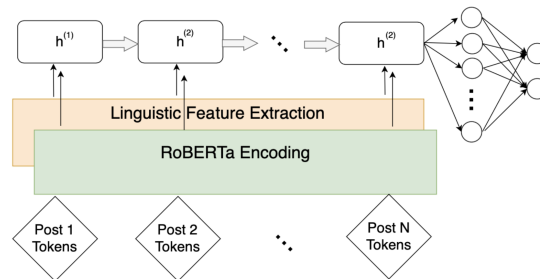 h(1)
h(2)
h(2)
Linguistic Feature Extraction
RoBERTa Encoding
Post 1
Tokens
Post 2
Tokens
Post N
Tokens